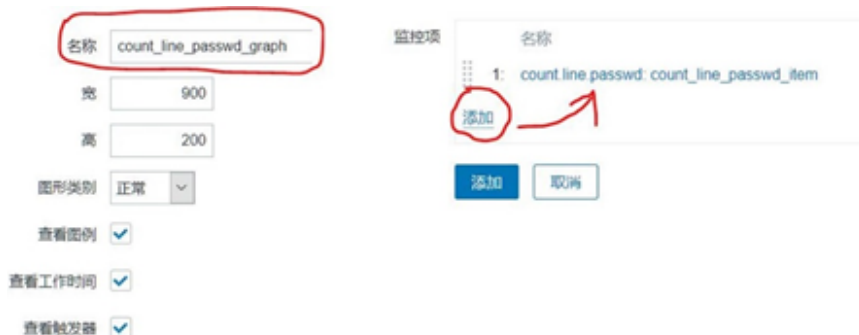 名称 count_line_passwd_graph
宽 900
高 200
图形类别 正常
查看图例
查看工作时间
查看触发器
监控项 名称
1: count.line.passwd: count_line_passwd_item
添加
添加 取消